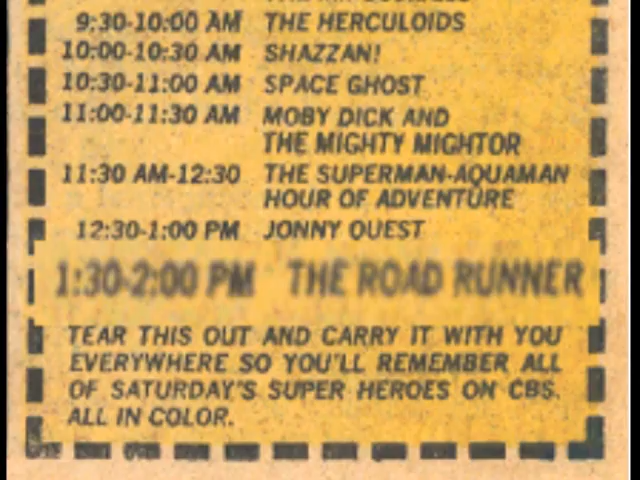 9:30-10:00 AM THE HERCULOIDS
10:00-10:30 AM SHAZZAN!
10:30-11:00 AM SPACE GHOST
11:00-11:30 AM MOBY DICK AND
THE MIGHTY MIGHTOR
11:30 AM-12:30 THE SUPERMAN-AQUAMAN
HOUR OF ADVENTURE
12:30-1:00 PM JONNY QUEST
1:30-2:00 PM THE ROAD RUNNER
TEAR THIS OUT AND CARRY IT WITH YOU
EVERYWHERE SO YOU'LL REMEMBER ALL
OF SATURDAY'S SUPER HEROES ON CBS.
ALL IN COLOR.